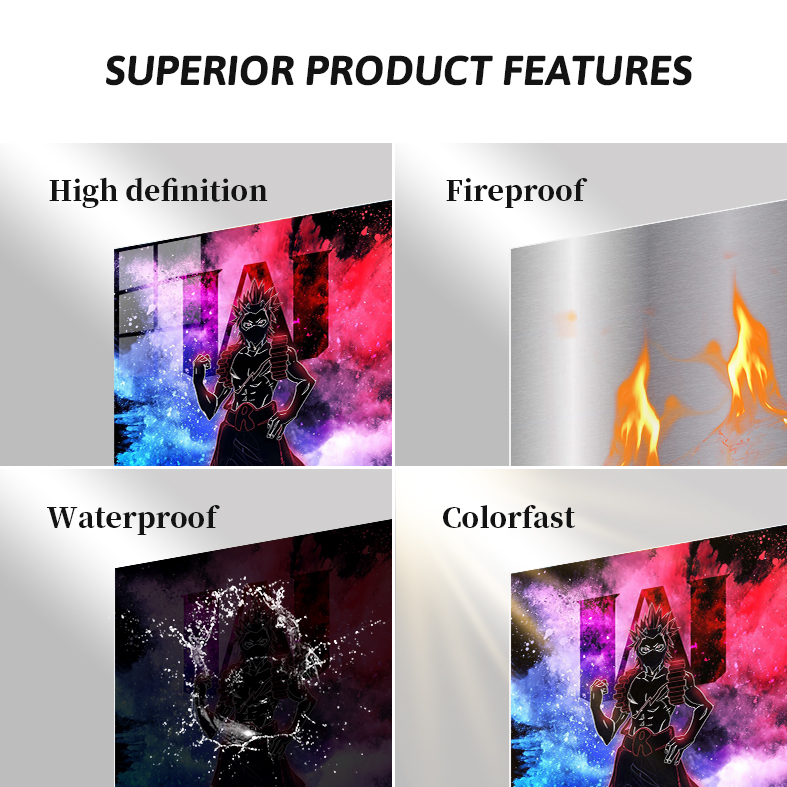 SUPERIOR PRODUCT FEATURES
High definition
Fireproof
Waterproof
Colorfast